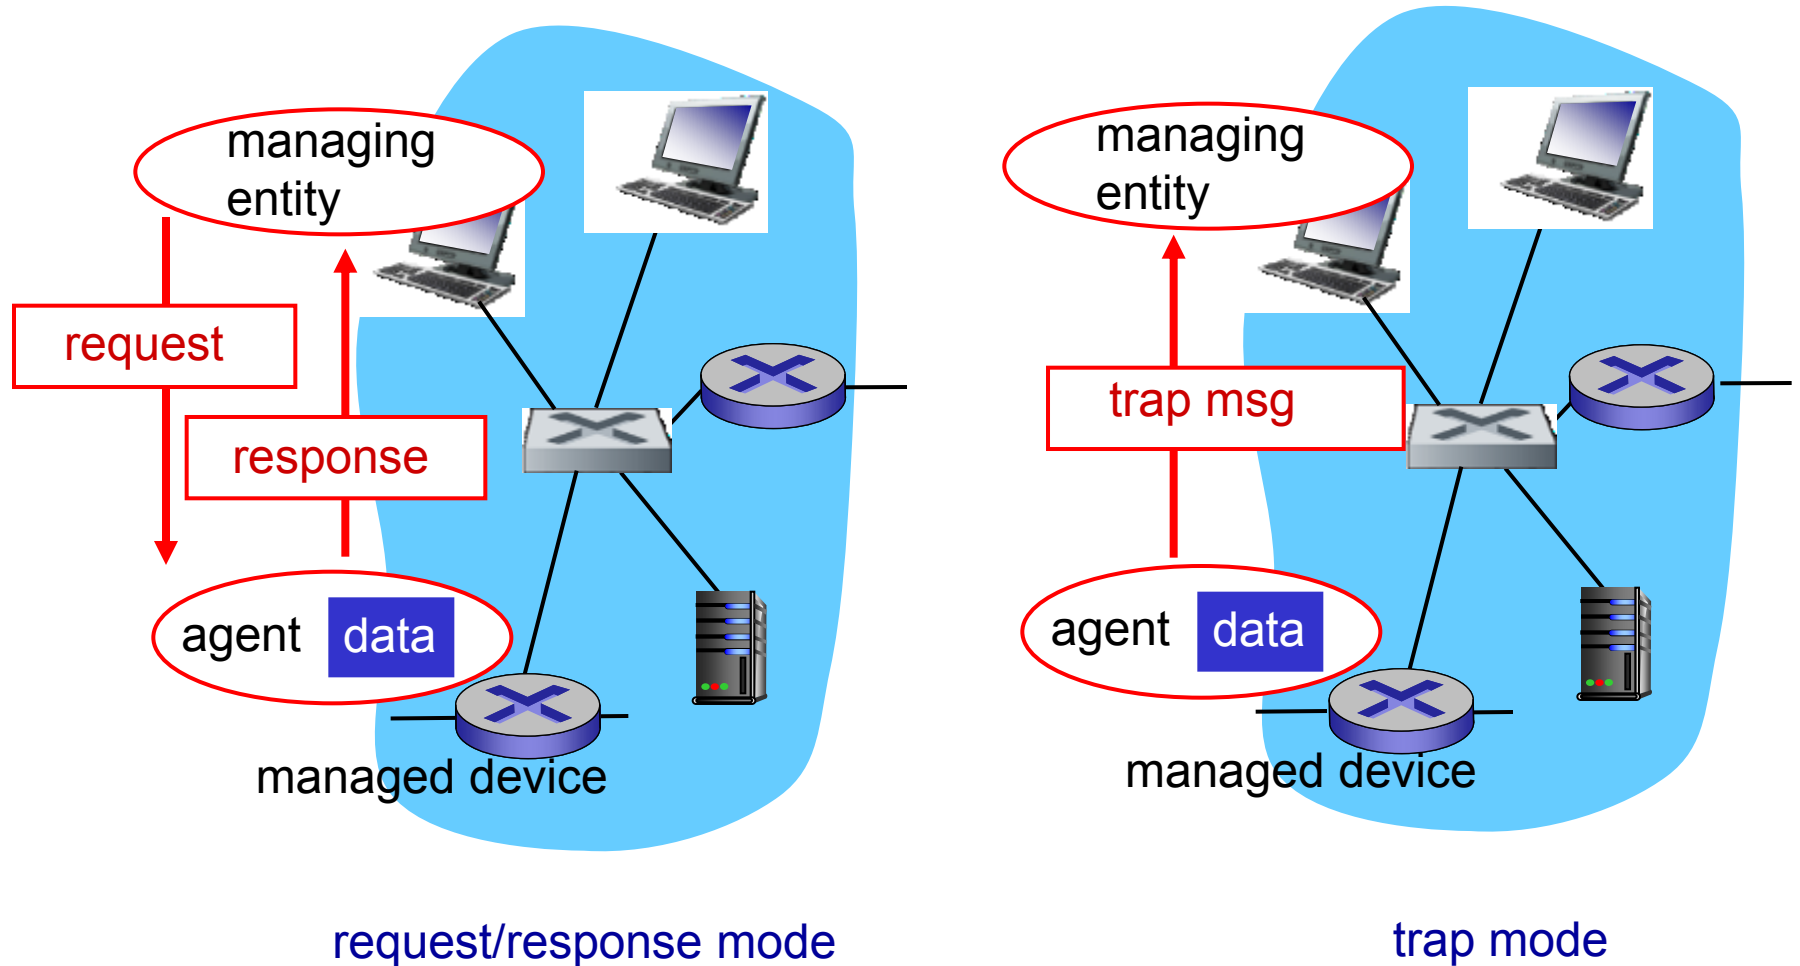 managing
entity
request
response
agent
data
managed device
request/response mode
managing
entity
trap msg
agent
data
managed device
trap mode